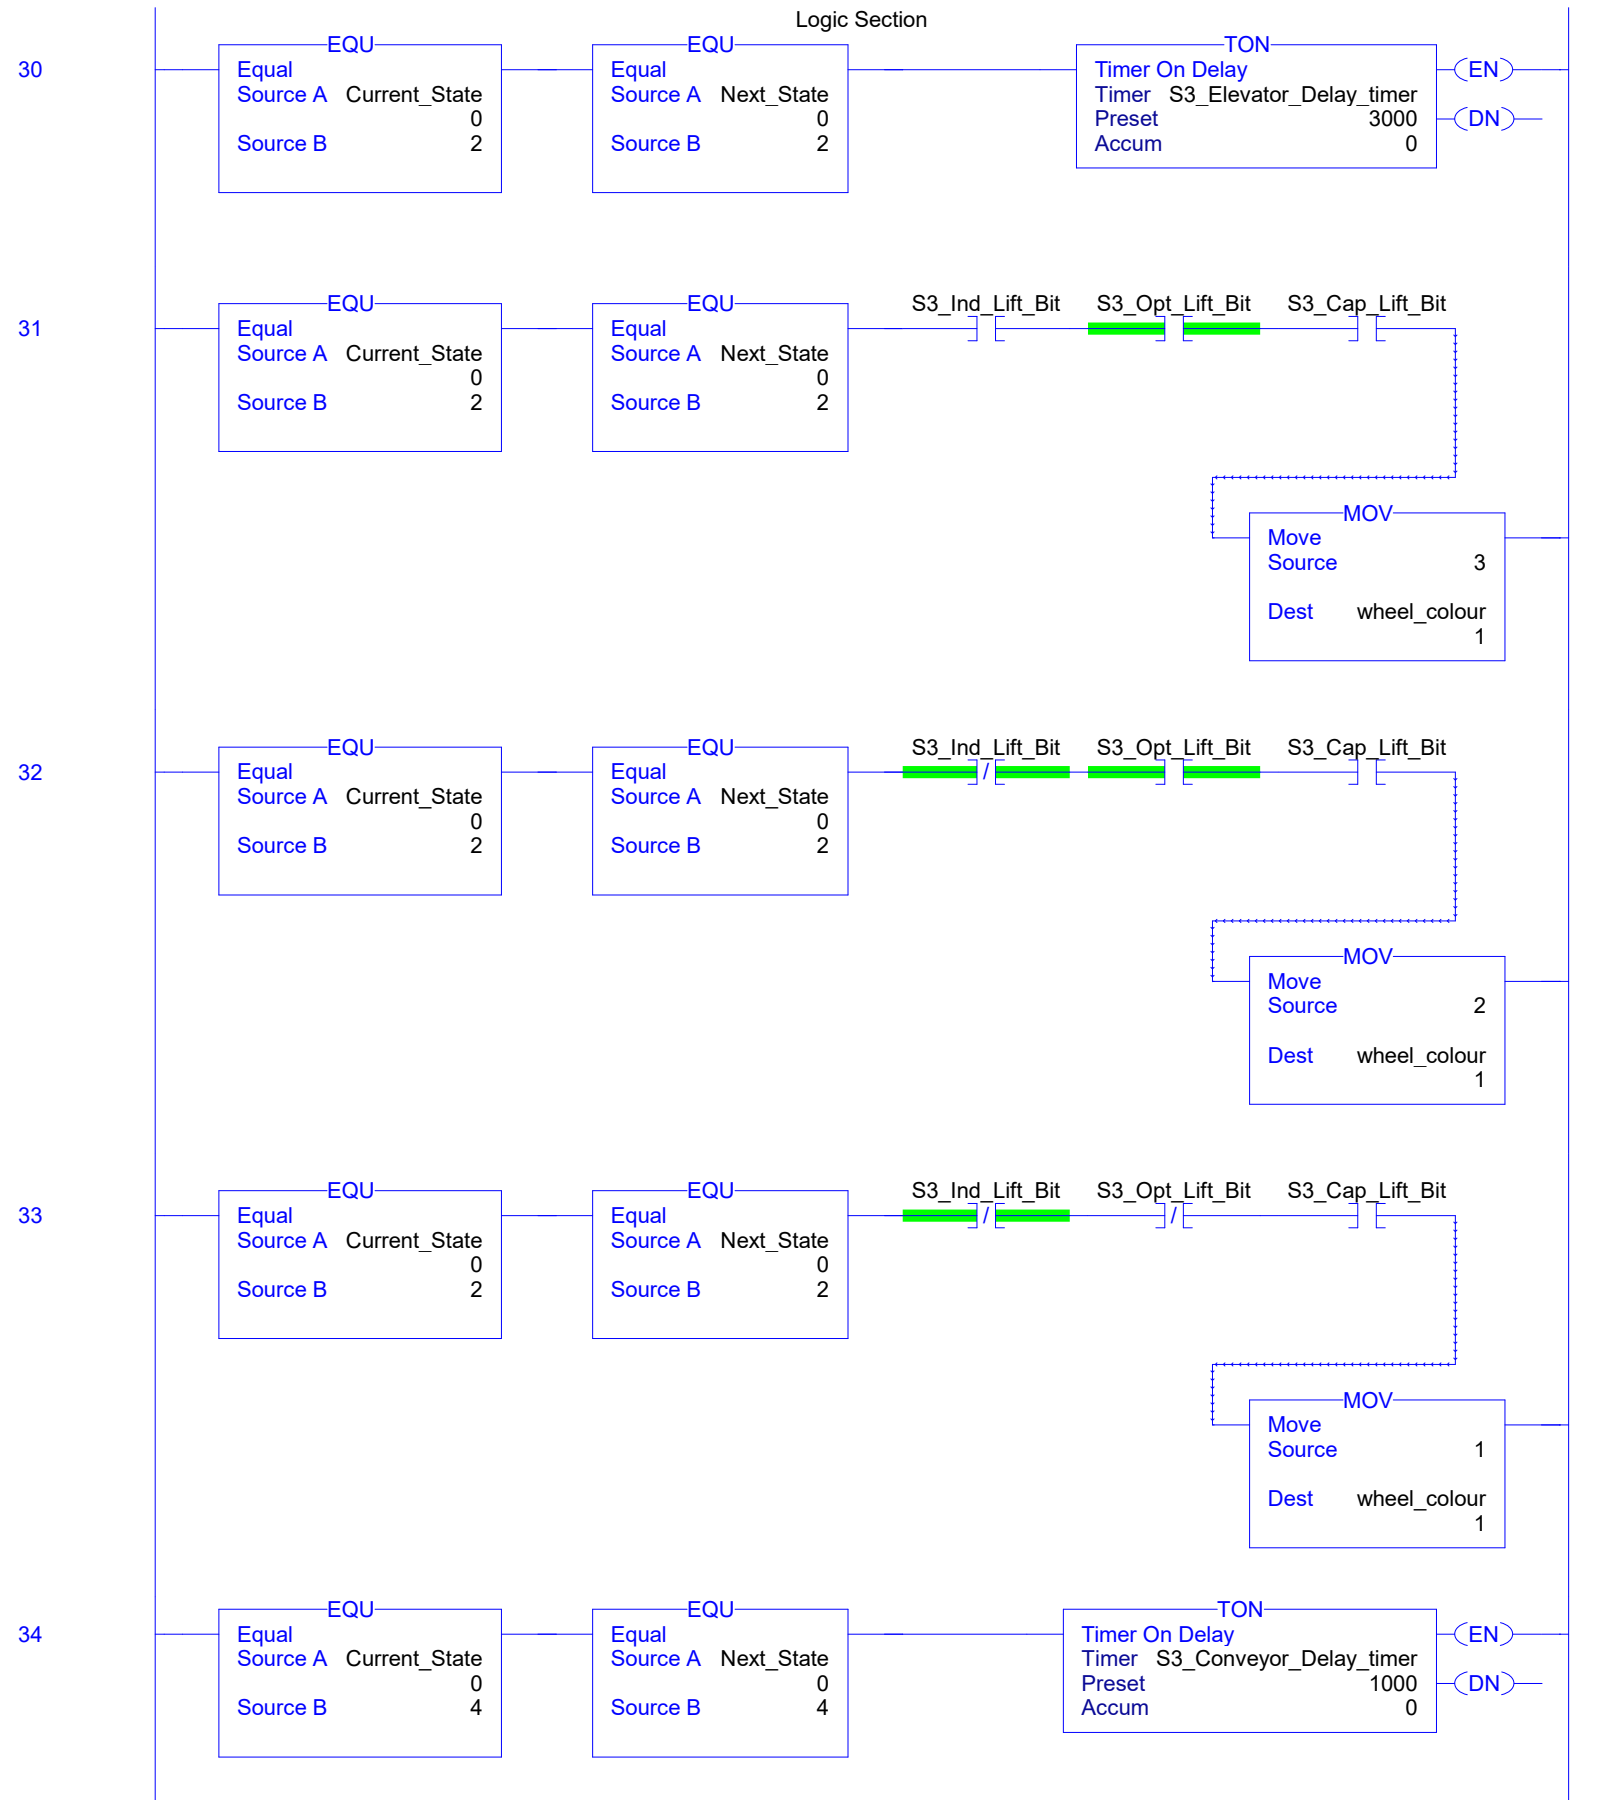 Logic Section
30
EQU
Equal
Source A Current_State
0
Source B 2
EQU
Equal
Source A Next_State
0
Source B 2
TON
Timer On Delay
Timer S3_Elevator_Delay_timer
Preset 3000
Accum 0
EN
DN
31
EQU
Equal
Source A Current_State
0
Source B 2
EQU
Equal
Source A Next_State
0
Source B 2
S3_Ind_Lift_Bit
S3_Opt_Lift_Bit
S3_Cap_Lift_Bit
MOV
Move
Source 3
Dest wheel_colour
1
32
EQU
Equal
Source A Current_State
0
Source B 2
EQU
Equal
Source A Next_State
0
Source B 2
S3_Ind_Lift_Bit
/
S3_Opt_Lift_Bit
S3_Cap_Lift_Bit
MOV
Move
Source 2
Dest wheel_colour
1
33
EQU
Equal
Source A Current_State
0
Source B 2
EQU
Equal
Source A Next_State
0
Source B 2
S3_Ind_Lift_Bit
/
S3_Opt_Lift_Bit
/
S3_Cap_Lift_Bit
MOV
Move
Source 1
Dest wheel_colour
1
34
EQU
Equal
Source A Current_State
0
Source B 4
EQU
Equal
Source A Next_State
0
Source B 4
TON
Timer On Delay
Timer S3_Conveyor_Delay_timer
Preset 1000
Accum 0
EN
DN